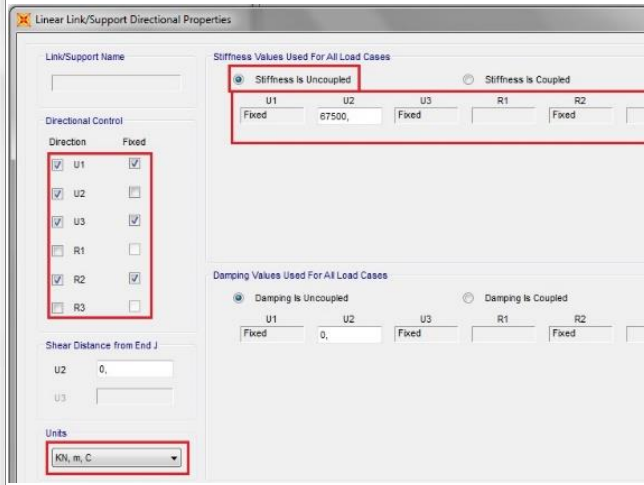 Linear Link/Support Directional Properties
Link/Support Name
Directional Control
Direction Fixed
U1
U2
U3
R1
R2
R3
Shear Distance from End J
U2 0,
U3
Units
KN, m, C
Stiffness Values Used For All Load Cases
Stiffness Is Uncoupled Stiffness Is Coupled
U1 U2 U3 R1 R2
Fixed 67500, Fixed Fixed
Damping Values Used For All Load Cases
Damping Is Uncoupled Damping Is Coupled
U1 U2 U3 R1 R2
Fixed 0, Fixed Fixed